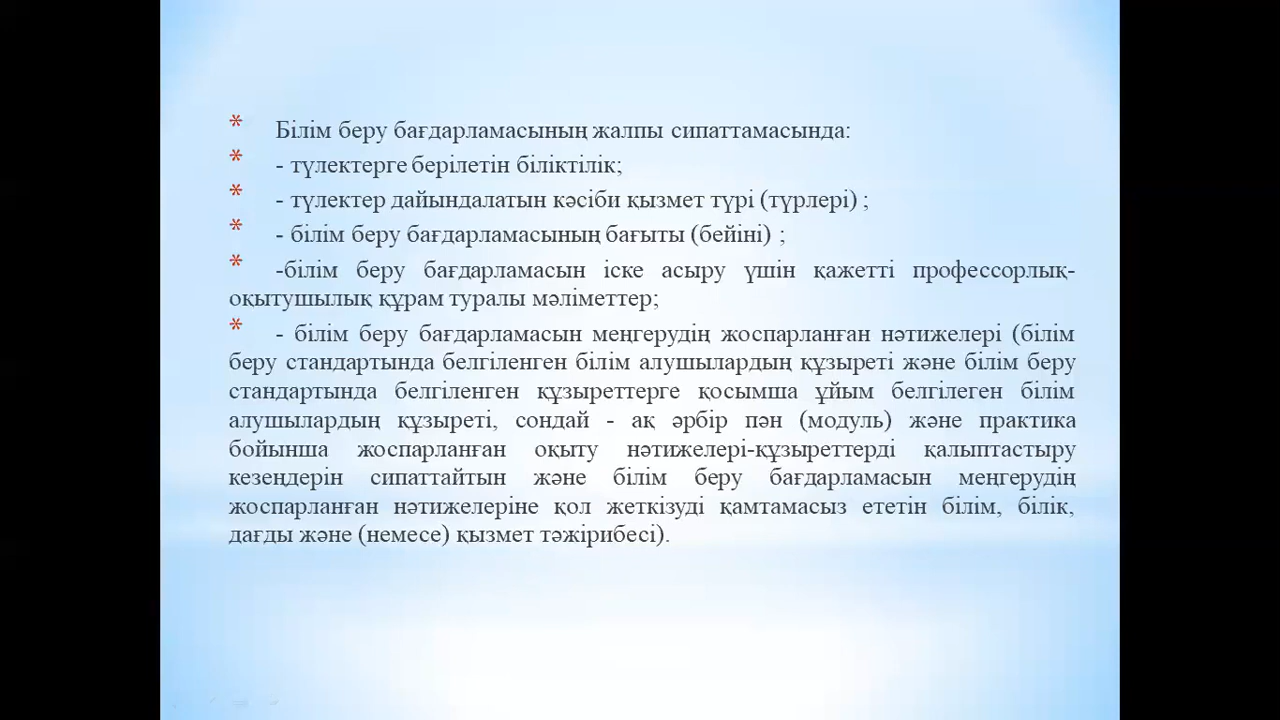 * Білім беру бағдарламасының жалпы сипаттамасында:
* - түлектерге берілетін біліктілік;
* - түлектер дайындалатын кәсіби қызмет түрі (түрлері) ;
* - білім беру бағдарламасының бағыты (бейіні) ;
* -білім беру бағдарламасын іске асыру үшін қажетті профессорлық-
оқытушылық құрам туралы мәліметтер;
* - білім беру бағдарламасын меңгерудің жоспарланған нәтижелері (білім
беру стандартында белгіленген білім алушылардың құзыреті және білім беру
стандартында белгіленген құзыреттерге қосымша ұйым белгілеген білім
алушылардың құзыреті, сондай - ақ әрбір пән (модуль) және практика
бойынша жоспарланған оқыту нәтижелері-құзыреттерді қалыптастыру
кезеңдерін сипаттайтын және білім беру бағдарламасын меңгерудің
жоспарланған нәтижелеріне қол жеткізуді қамтамасыз ететін білім, білік,
дағды және (немесе) қызмет тәжірибесі).